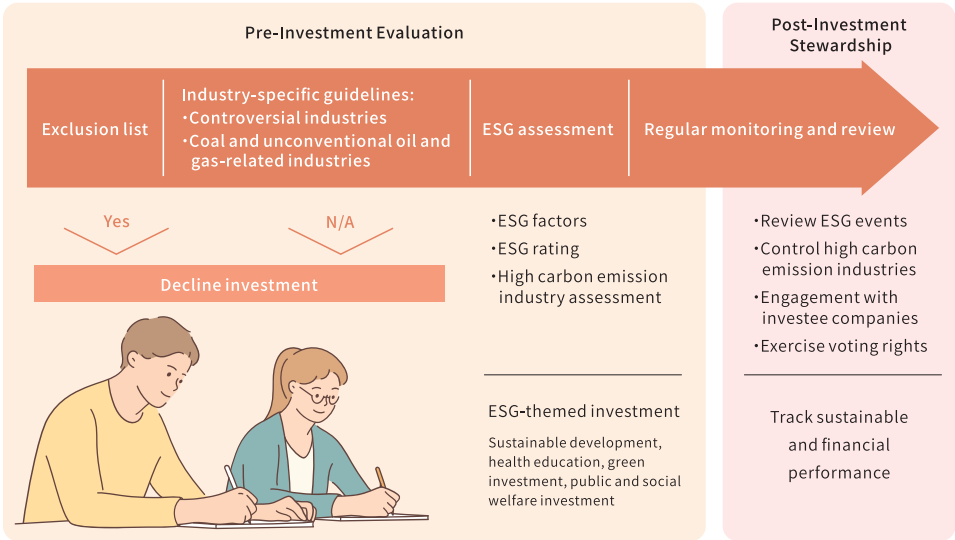 Pre-Investment Evaluation
Post-Investment
Stewardship
Exclusion list
Industry-specific guidelines:
・Controversial industries
・Coal and unconventional oil and
gas-related industries
ESG assessment
Regular monitoring and review
Yes
N/A
Decline investment
・ESG factors
・ESG rating
・High carbon emission
industry assessment
ESG-themed investment
Sustainable development,
health education, green
investment, public and social
welfare investment
・Review ESG events
・Control high carbon
emission industries
・Engagement with
investee companies
・Exercise voting rights
Track sustainable
and financial
performance